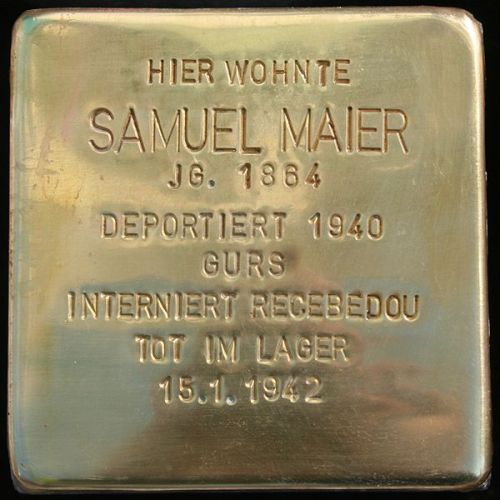 HIER WOHNTE
SAMUEL MAIER
JG. 1864
DEPORTIERT 1940
GURS
INTERNIERT RECEBEDOU
TOT IM LAGER
15.1.1942